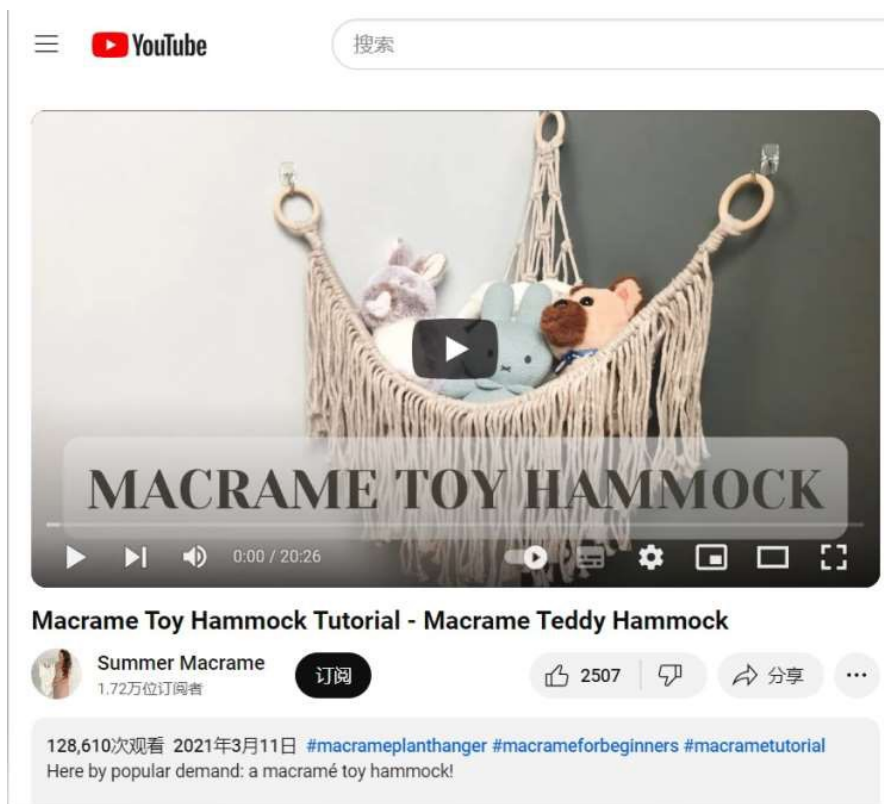 YouTube
搜索
MACRAME TOY HAMMOCK
0:00 / 20:26
Macrame Toy Hammock Tutorial - Macrame Teddy Hammock
Summer Macrame
1.72万位订阅者
订阅
2507
分享
128,610次观看 2021年3月11日 #macrameplanthanger #macrameforbeginners #macrametutorial
Here by popular demand: a macramé toy hammock!